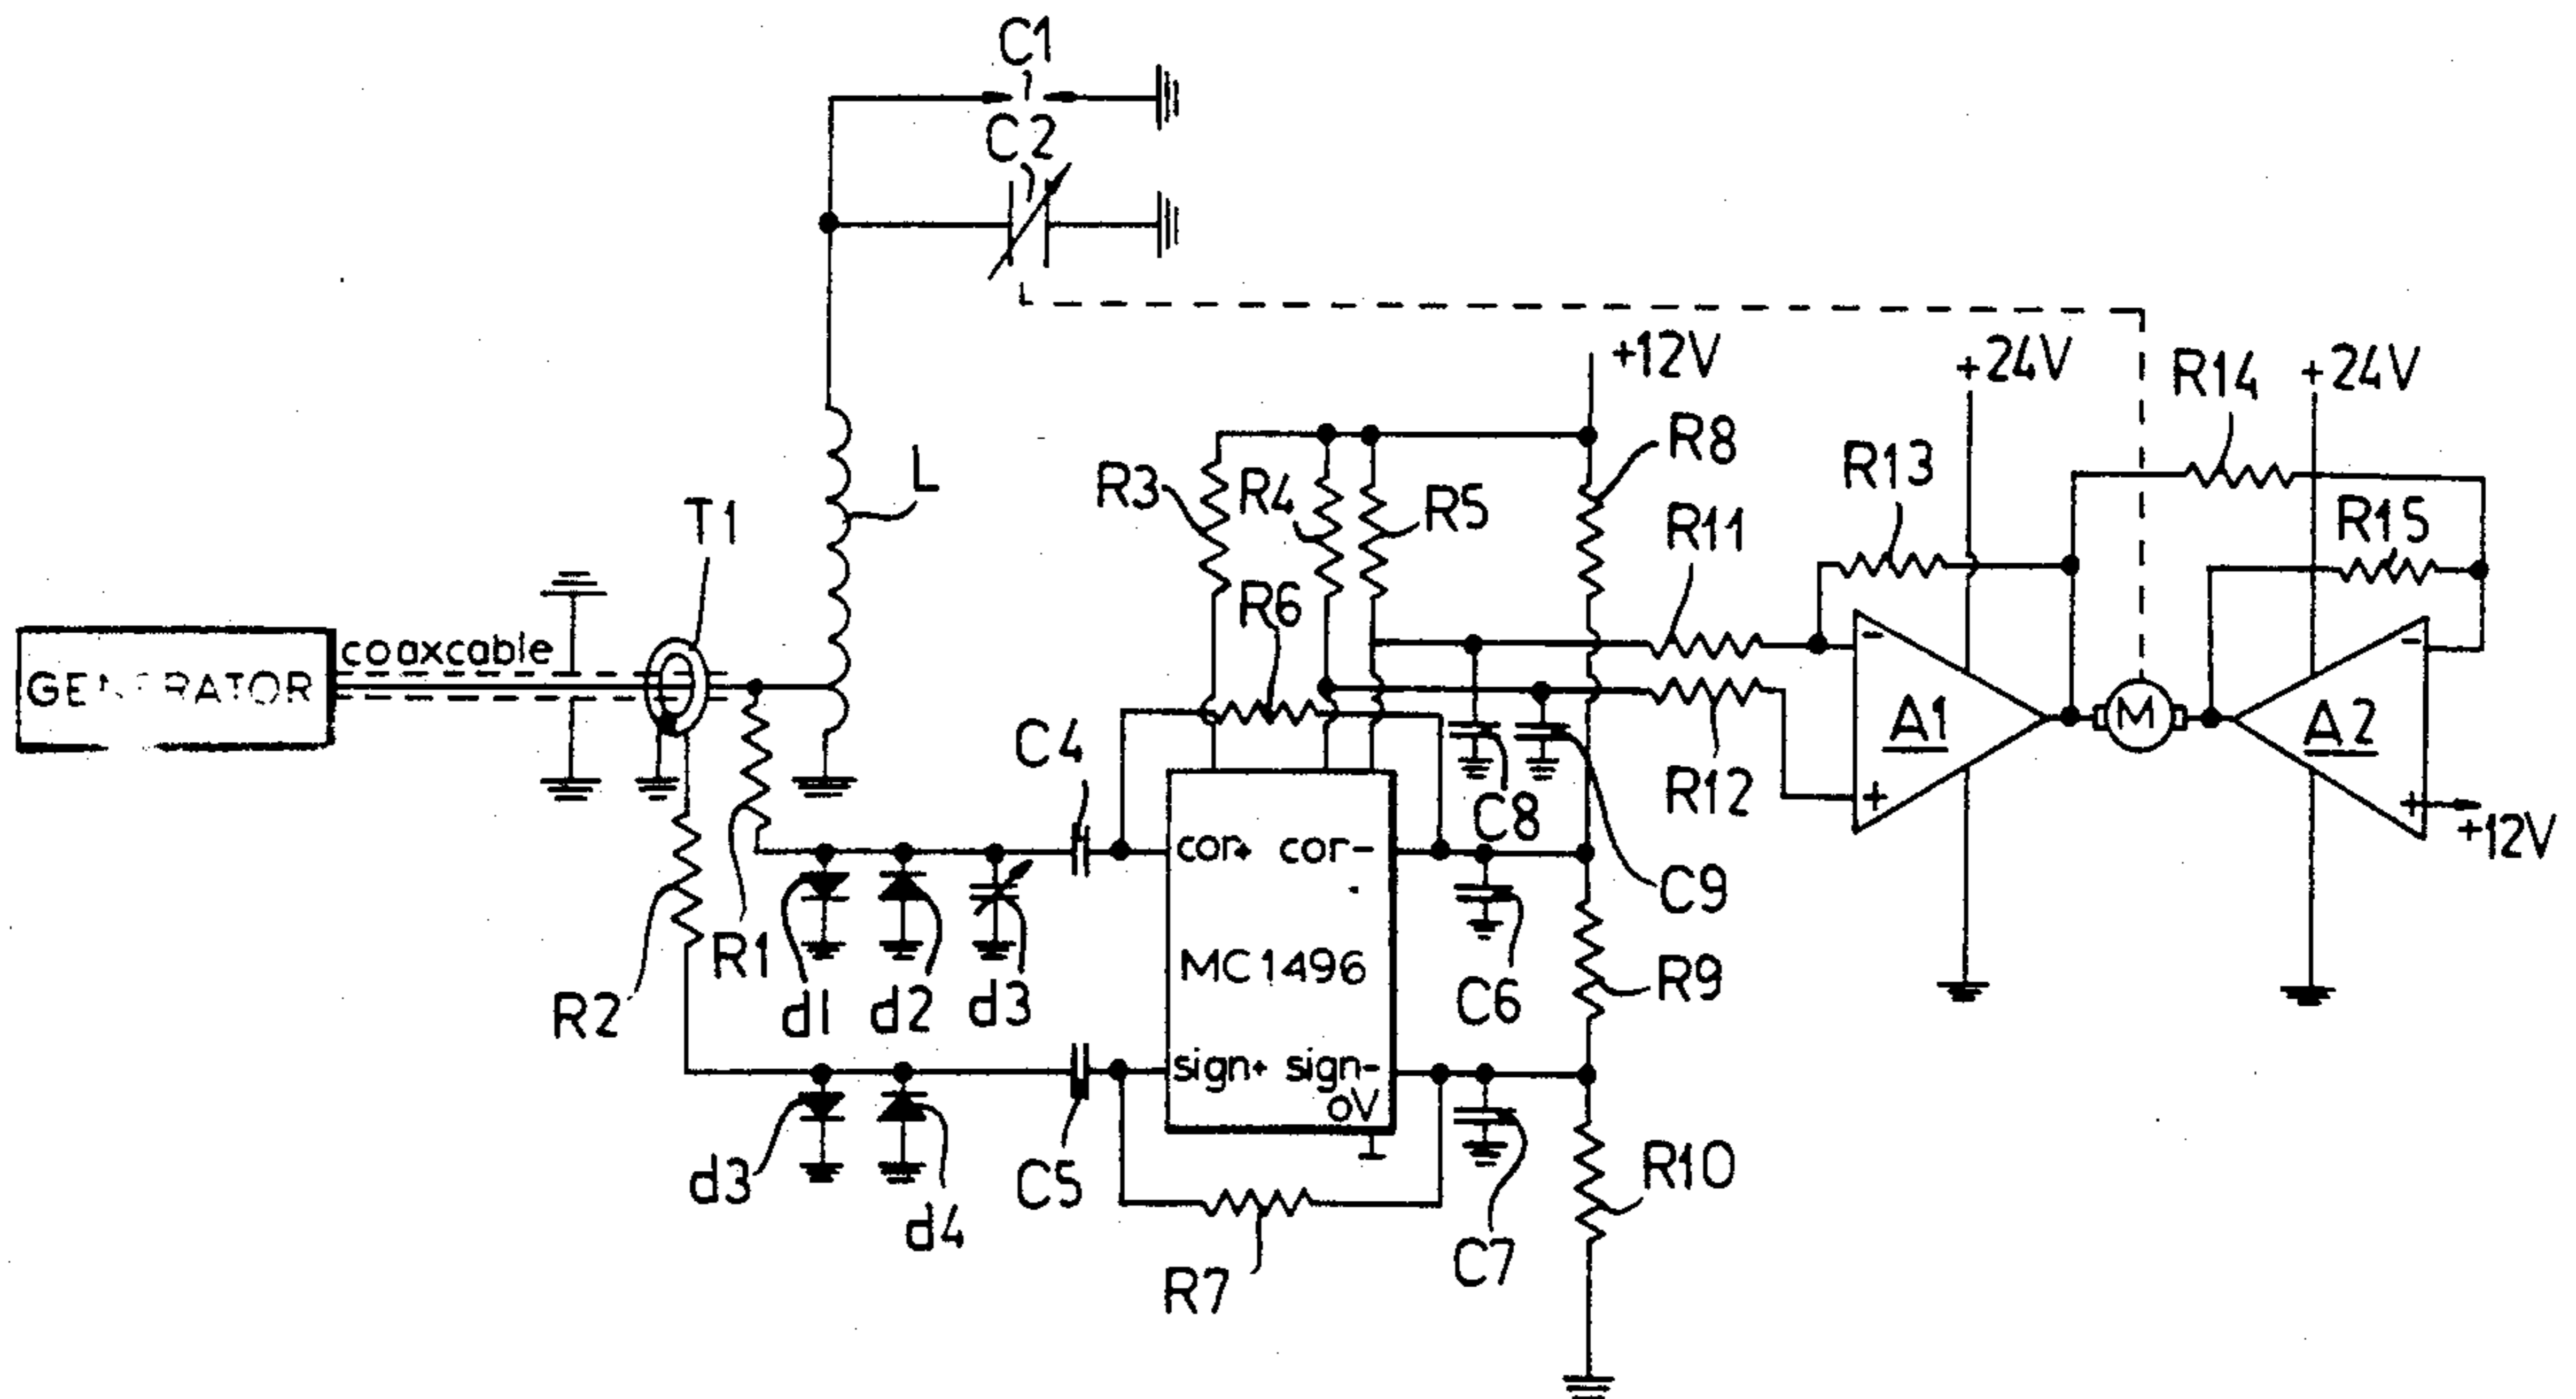 C1
C2
+12V
+24V
R14
+24V
R8
R13
L
R3
R4
R5
R11
R15
T1
R6
coaxcable
GENERATOR
A1
M
A2
C4
R12
C8
+12V
cor+ cor-
C9
R1
MC1496
R2
d1
d2
d3
C6
R9
sign+ sign-
0V
d3
d4
C5
R10
C7
R7